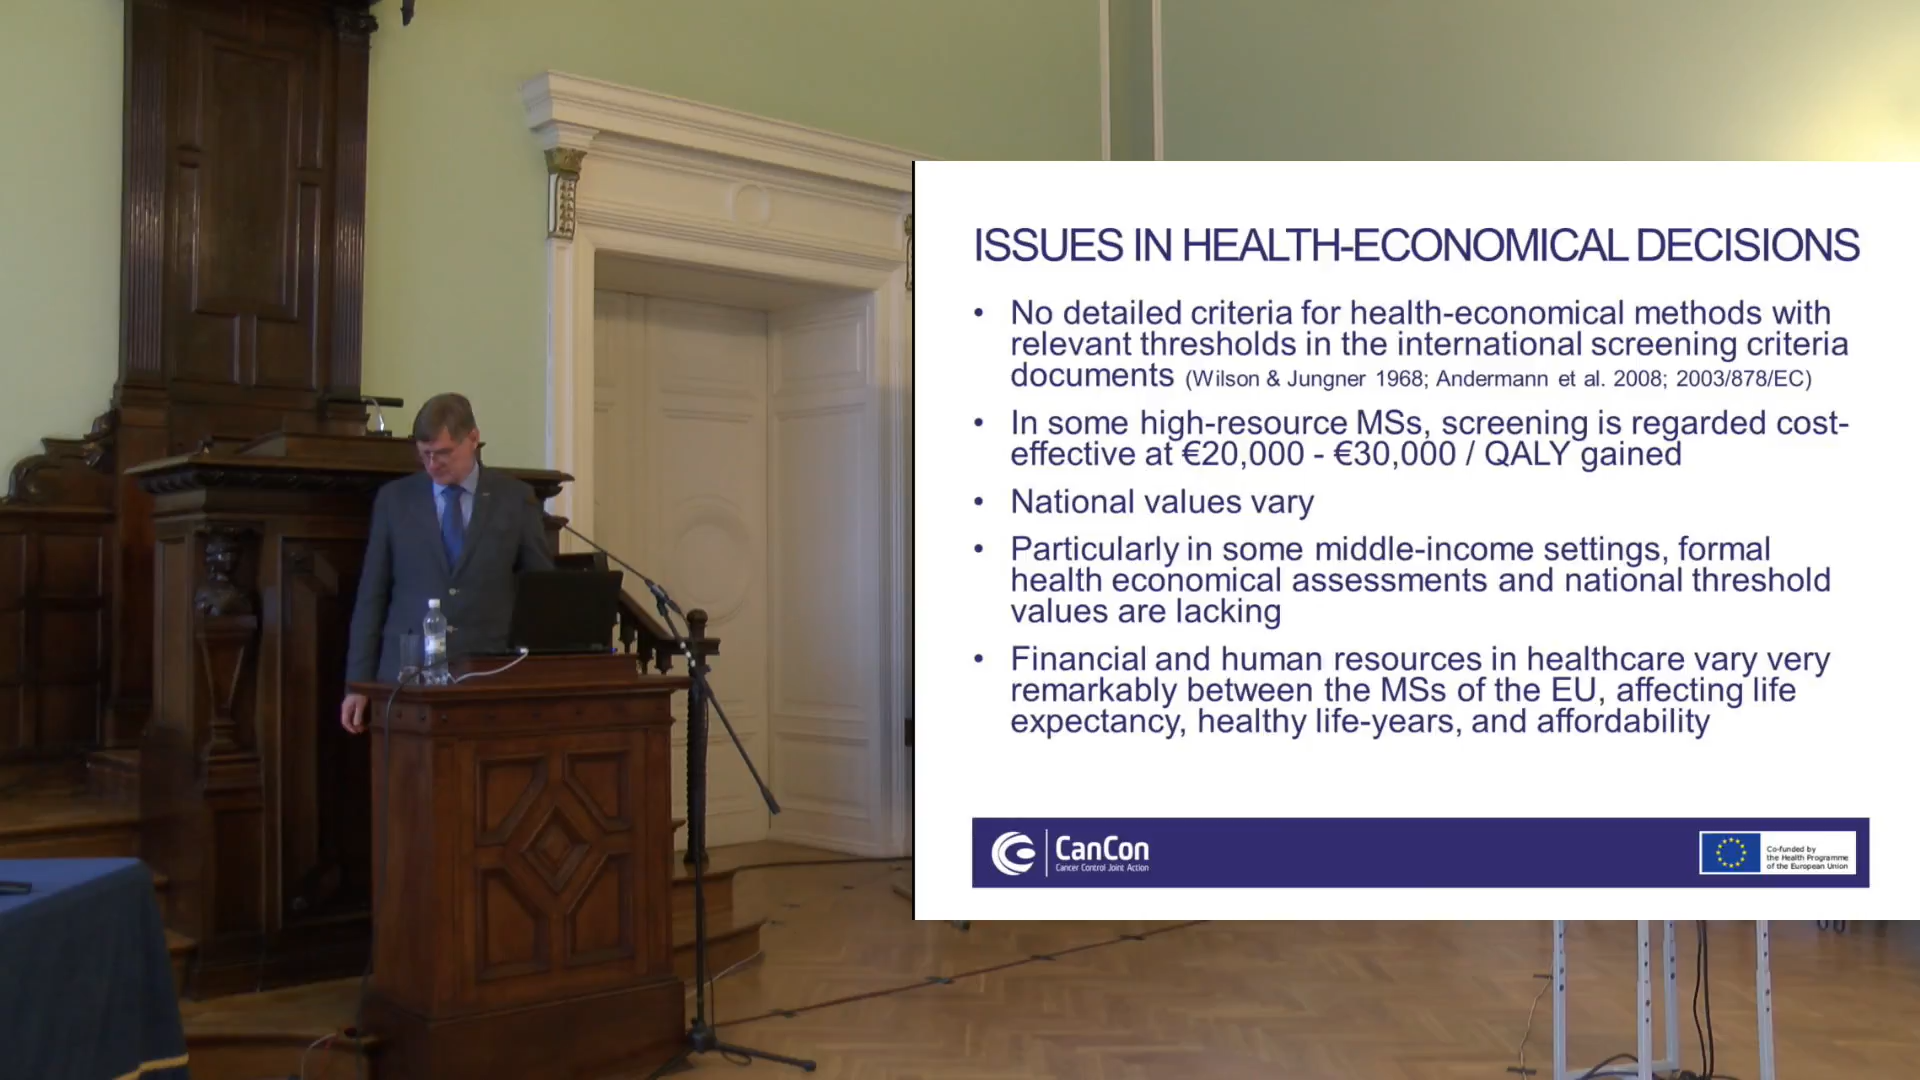 ISSUES IN HEALTH-ECONOMICAL DECISIONS
• No detailed criteria for health-economical methods with
relevant thresholds in the international screening criteria
documents (Wilson & Jungner 1968; Andermann et al. 2008; 2003/878/EC)
• In some high-resource MSs, screening is regarded cost-
effective at €20,000 - €30,000 / QALY gained
• National values vary
• Particularly in some middle-income settings, formal
health economical assessments and national threshold
values are lacking
• Financial and human resources in healthcare vary very
remarkably between the MSs of the EU, affecting life
expectancy, healthy life-years, and affordability
CanCon
Cancer Control Joint Action
Co-funded by
the Health Programme
of the European Union